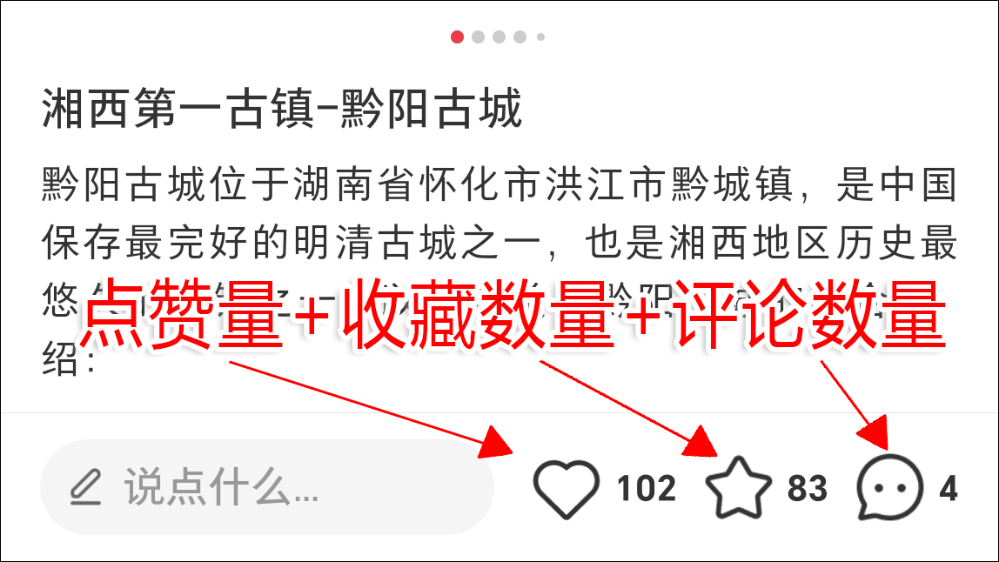 湘西第一古镇-黔阳古城
黔阳古城位于湖南省怀化市洪江市黔城镇，是中国
保存最完好的明清古城之一，也是湘西地区历史最
悠
点赞量+收藏数量+评论数量
绍：
说点什么...
102
83
4